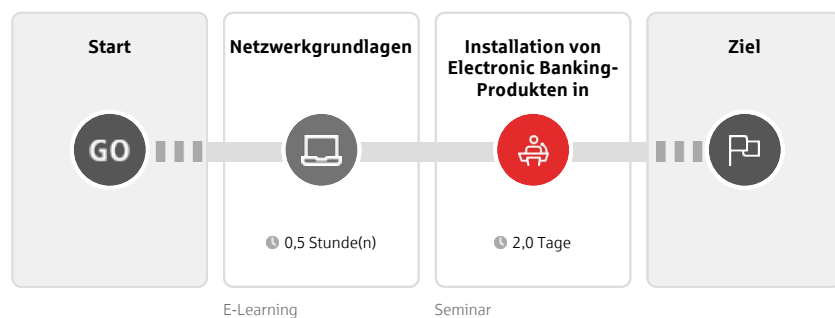 Start
GO
Netzwerkgrundlagen
0,5 Stunde(n)
E-Learning
Installation von
Electronic Banking-
Produkten in
2,0 Tage
Seminar
Ziel